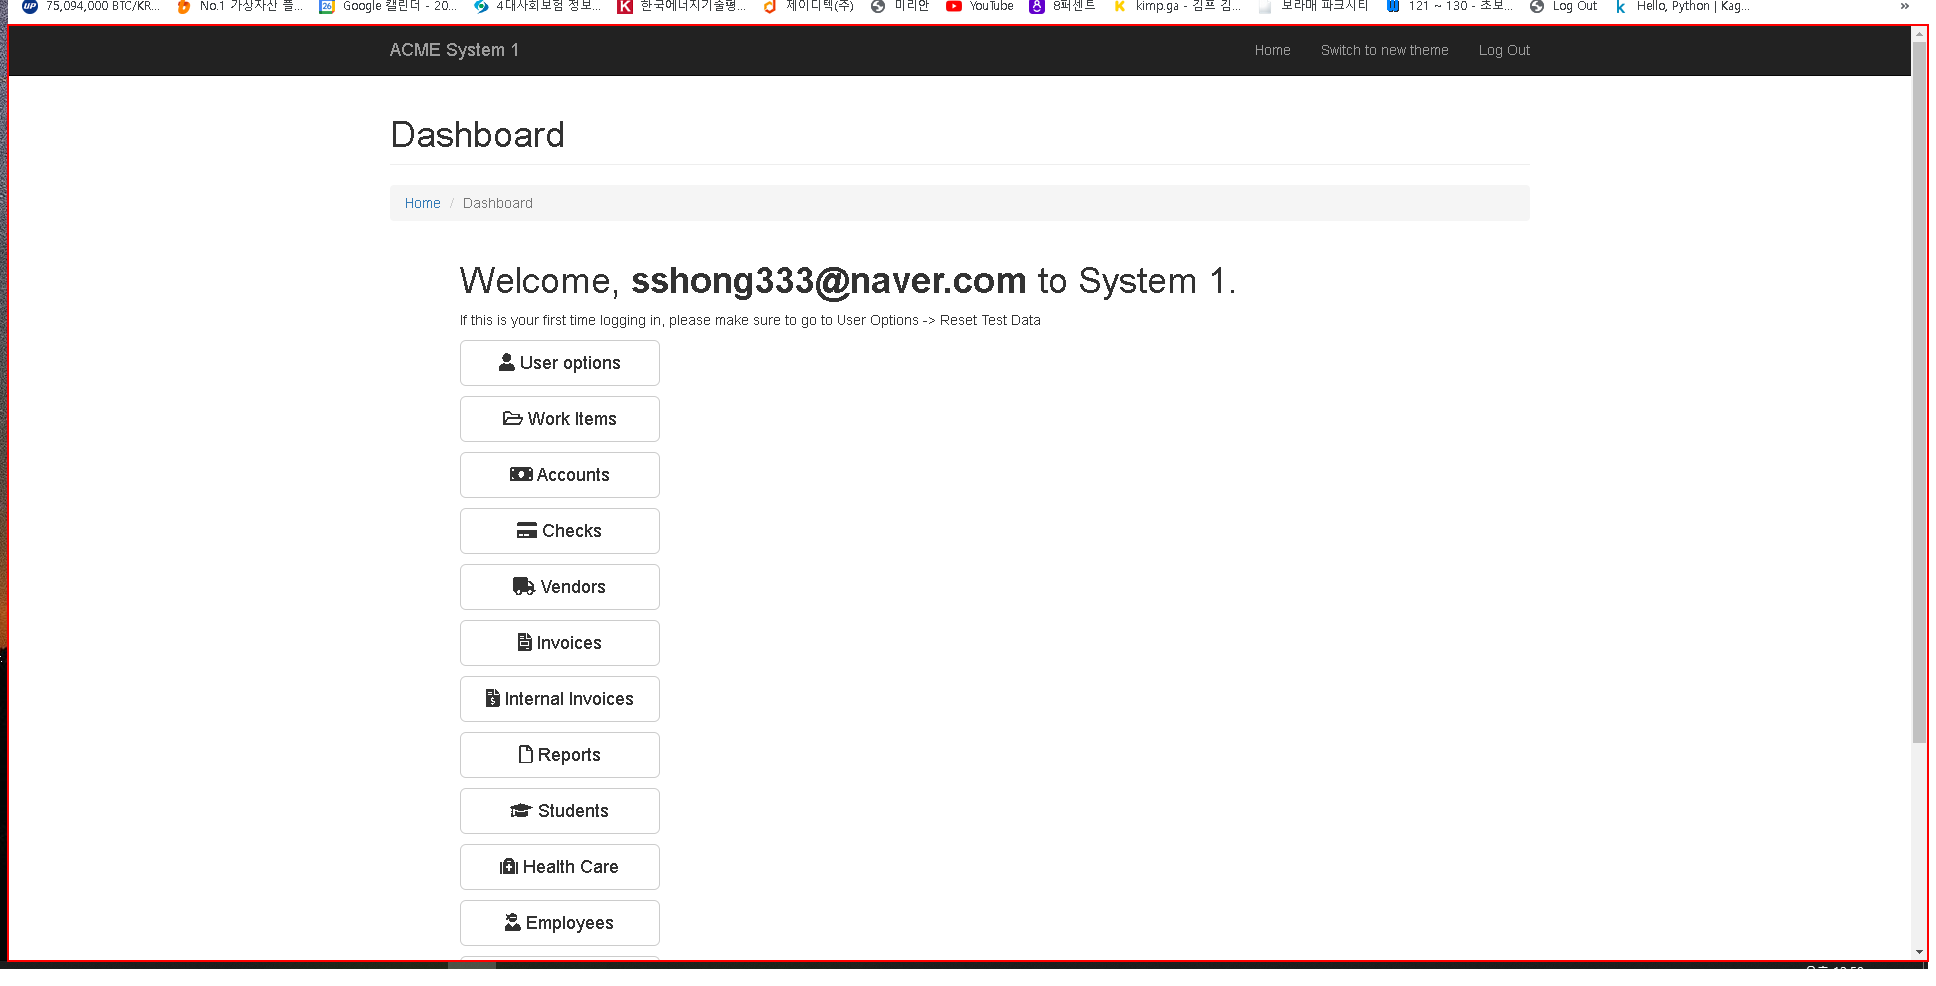 75,094,000 BTC/KR... No.1 가상자산 플... Google 캘린더 - 20... 4대사회보험 정보... 한국에너지기술평... 제이디텍(주) 미리안 YouTube 8퍼센트 kimp.ga - 김프 김... 보라매 파크시티 121 ~ 130 - 초보... Log Out Hello, Python | Kag... »
ACME System 1 Home Switch to new theme Log Out
Dashboard
Home / Dashboard
Welcome, sshong333@naver.com to System 1.
If this is your first time logging in, please make sure to go to User Options -> Reset Test Data
User options
Work Items
Accounts
Checks
Vendors
Invoices
Internal Invoices
Reports
Students
Health Care
Employees